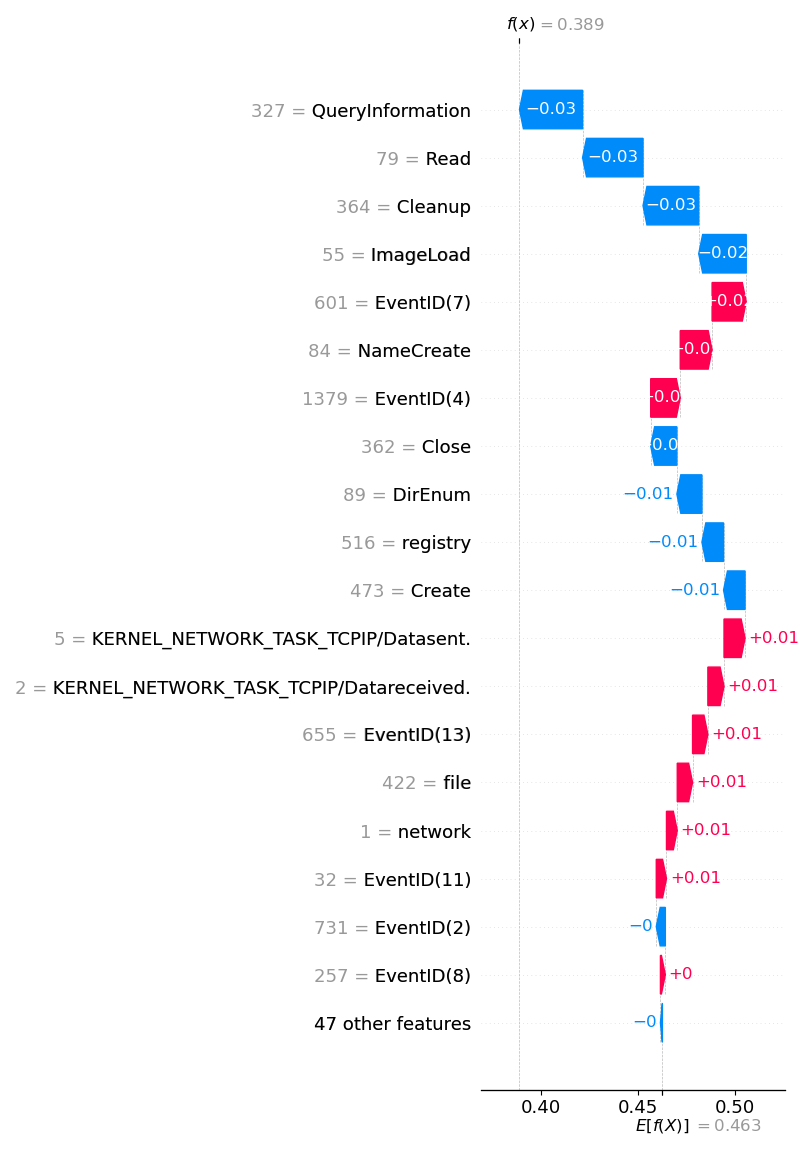 f(x) = 0.389
327 = QueryInformation −0.03
79 = Read −0.03
364 = Cleanup −0.03
55 = ImageLoad −0.02
601 = EventID(7)
84 = NameCreate
1379 = EventID(4)
362 = Close
89 = DirEnum −0.01
516 = registry −0.01
473 = Create −0.01
5 = KERNEL_NETWORK_TASK_TCPIP/Datasent. +0.01
2 = KERNEL_NETWORK_TASK_TCPIP/Datareceived. +0.01
655 = EventID(13) +0.01
422 = file +0.01
1 = network +0.01
32 = EventID(11) +0.01
731 = EventID(2) −0
257 = EventID(8) +0
47 other features −0
0.40 0.45 0.50
E[f(X)] = 0.463